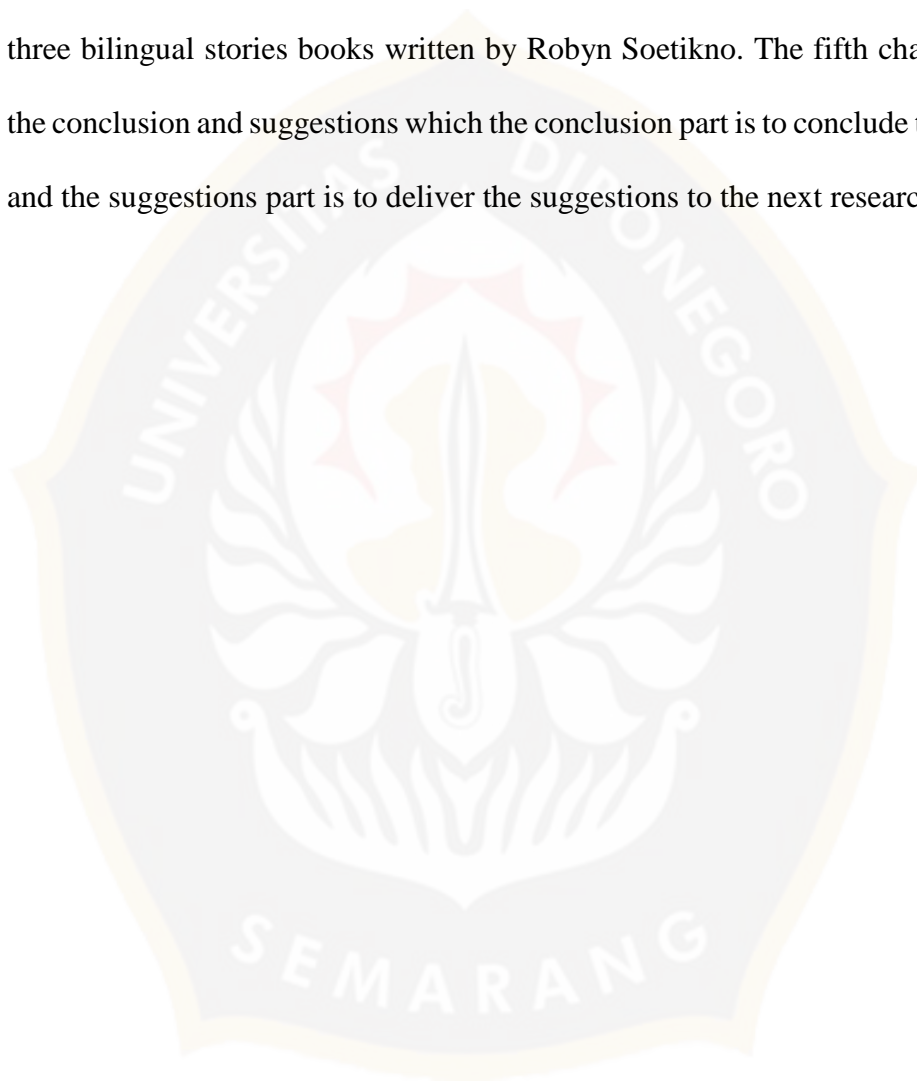 three bilingual stories books written by Robyn Soetikno. The fifth cha
the conclusion and suggestions which the conclusion part is to conclude
and the suggestions part is to deliver the suggestions to the next researc
UNIVERSITAS DIPONEGORO
SEMARANG